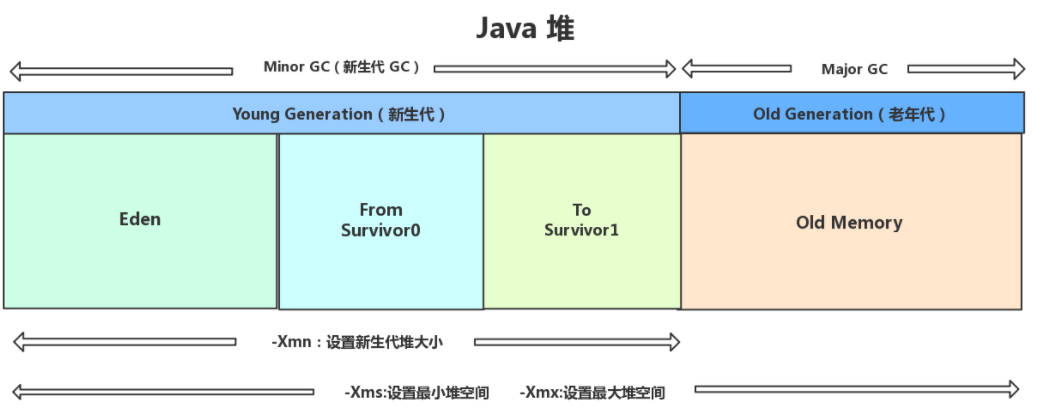 Java 堆
Minor GC（新生代 GC）
Major GC
Young Generation（新生代）
Old Generation（老年代）
Eden
From
Survivor0
To
Survivor1
Old Memory
-Xmn：设置新生代堆大小
-Xms:设置最小堆空间
-Xmx:设置最大堆空间